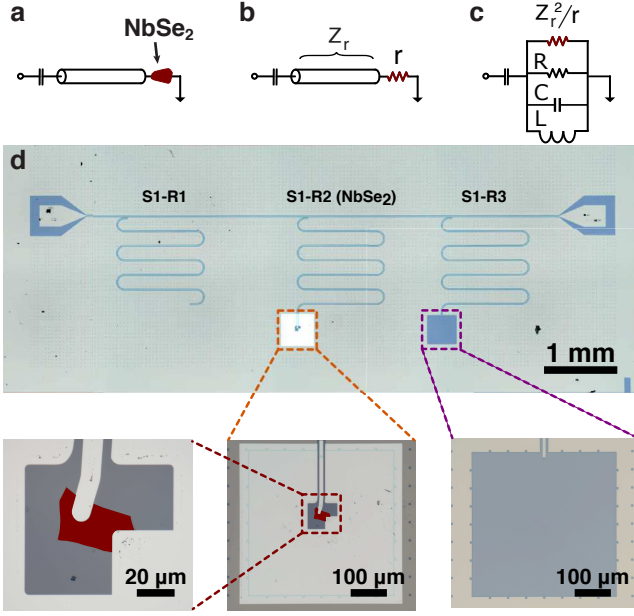 a
NbSe₂
b
Zᵣ
r
c
Zᵣ²/r
R
C
L
d
S1-R1
S1-R2 (NbSe₂)
S1-R3
1 mm
20 µm
100 µm
100 µm